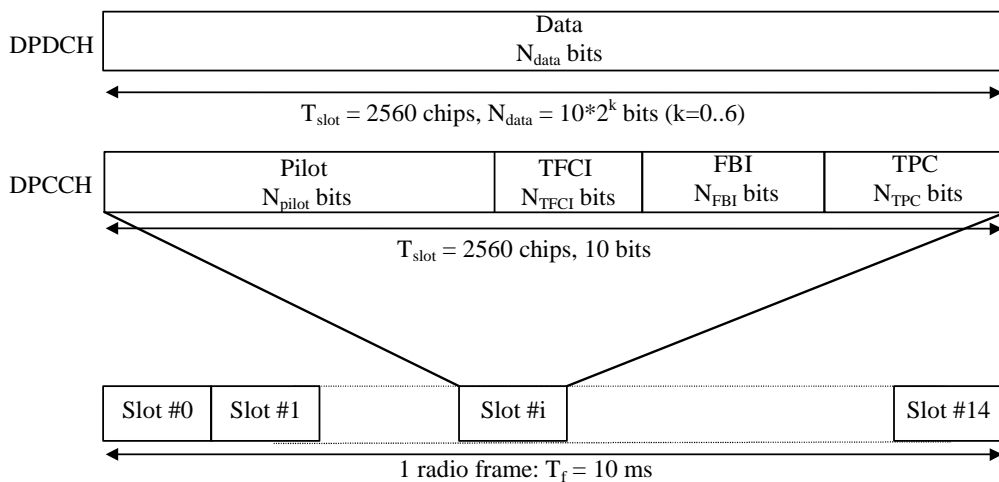 Data
DPDCH
N_data bits
T_slot = 2560 chips, N_data = 10*2^k bits (k=0..6)
Pilot TFCI FBI TPC
DPCCH
N_pilot bits N_TFCI bits N_FBI bits N_TPC bits
T_slot = 2560 chips, 10 bits
Slot #0 Slot #1 Slot #i Slot #14
1 radio frame: T_f = 10 ms